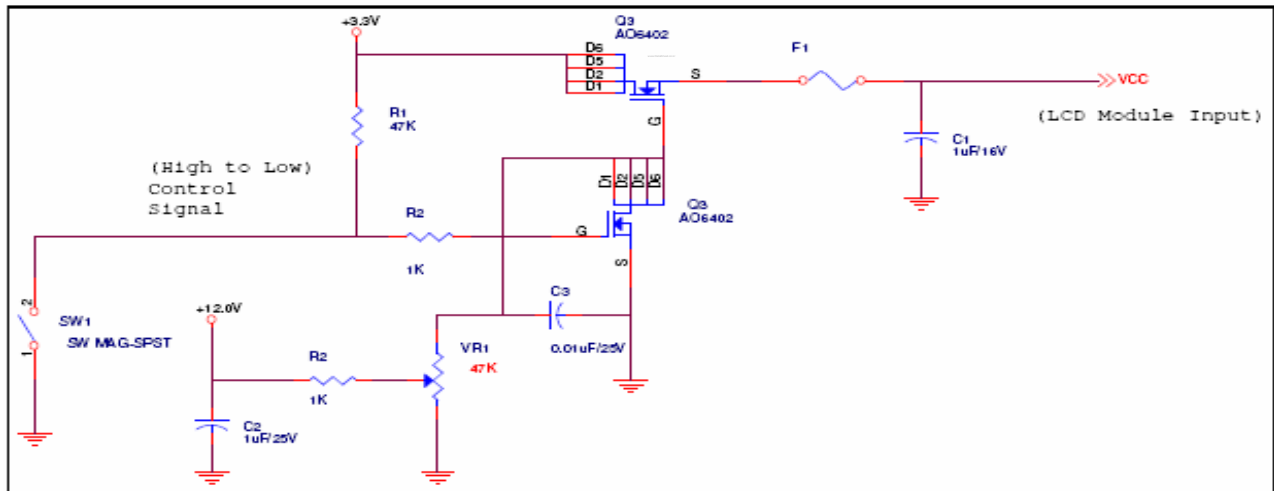 +3.3V
Q3
AO6402
D6
D5
D2
D1
S
G
F1
VCC
(LCD Module Input)
C1
1uF/16V
R1
47K
(High to Low)
Control
Signal
R2
1K
G
D1
D2
D5
D6
Q3
AO6402
S
C3
0.01uF/25V
2
1
SW1
SW MAG-SPST
+12.0V
R2
1K
VR1
47K
C2
1uF/25V